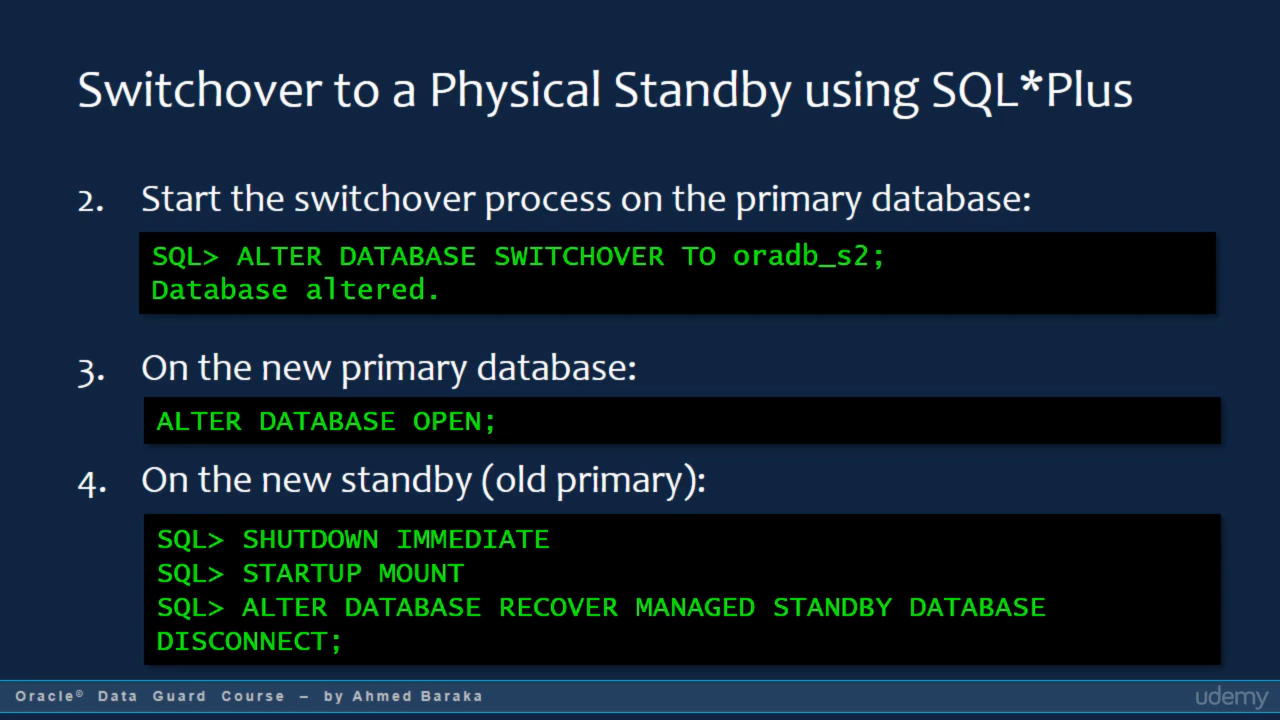 Switchover to a Physical Standby using SQL*Plus
2. Start the switchover process on the primary database:
SQL> ALTER DATABASE SWITCHOVER TO oradb_s2;
Database altered.
3. On the new primary database:
ALTER DATABASE OPEN;
4. On the new standby (old primary):
SQL> SHUTDOWN IMMEDIATE
SQL> STARTUP MOUNT
SQL> ALTER DATABASE RECOVER MANAGED STANDBY DATABASE
DISCONNECT;
Oracle® Data Guard Course – by Ahmed Baraka
udemy